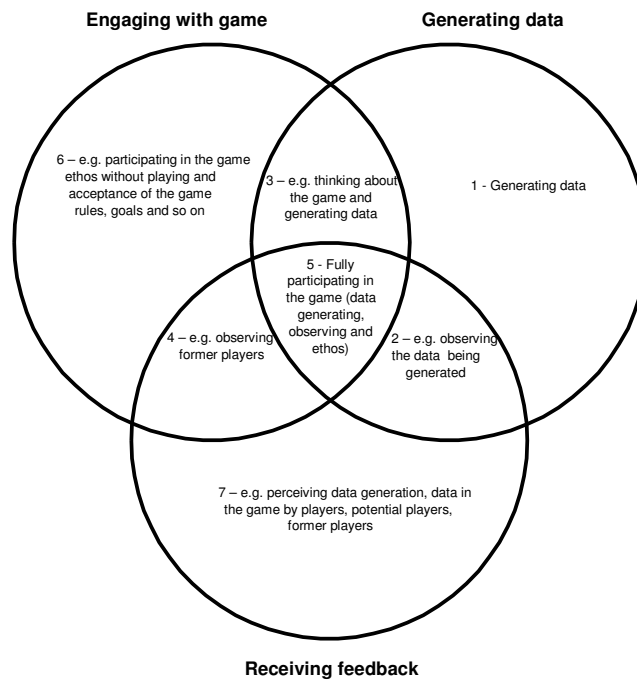 Engaging with game
Generating data
6 – e.g. participating in the game
ethos without playing and
acceptance of the game
rules, goals and so on
3 – e.g. thinking about
the game and
generating data
1 - Generating data
5 - Fully
participating in
the game (data
generating,
observing and
ethos)
4 – e.g. observing
former players
2 – e.g. observing
the data  being
generated
7 – e.g. perceiving data generation, data in
the game by players, potential players,
former players
Receiving feedback